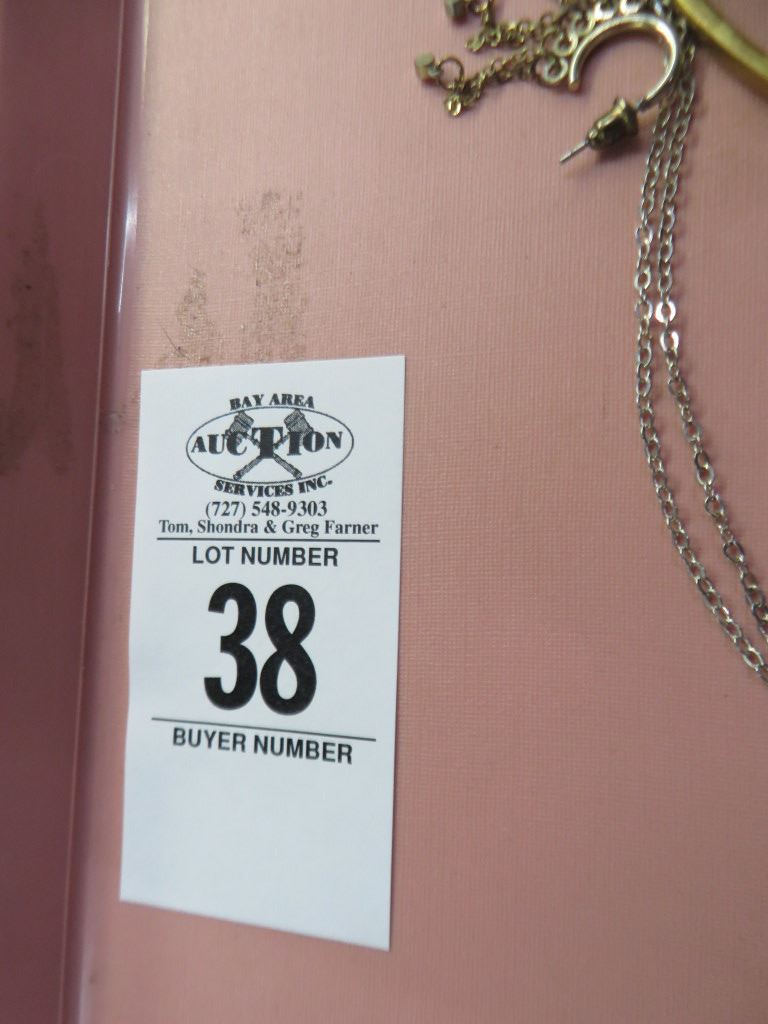 BAY AREA
AUCTION
SERVICES INC.
(727) 548-9303
Tom, Shondra & Greg Farner
LOT NUMBER
38
BUYER NUMBER